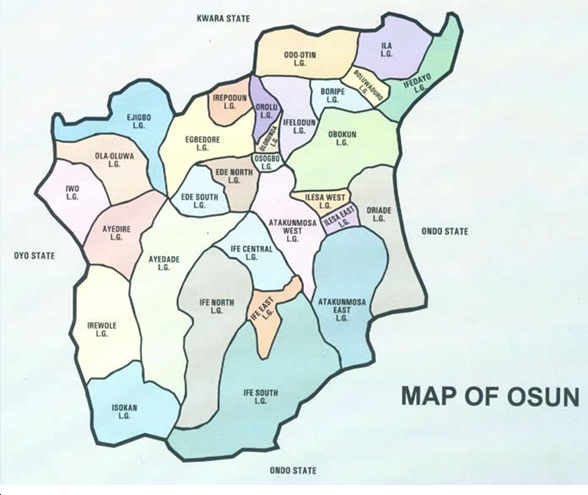 KWARA STATE
ODO-OTIN
L.G.
ILA
L.G.
BOLUWADURO
L.G.
IFEDAYO
L.G.
IREPODUN
L.G.
OROLU
L.G.
BORIPE
L.G.
EJIGBO
L.G.
IFELODUN
L.G.
OLORUNDA
L.G.
EGBEDORE
L.G.
OBOKUN
L.G.
OLA-OLUWA
L.G.
OSOGBO
L.G.
EDE NORTH
L.G.
IWO
L.G.
EDE SOUTH
L.G.
ILESA WEST
L.G.
ILESA EAST
L.G.
ORIADE
L.G.
ATAKUNMOSA
WEST
L.G.
AYEDIRE
L.G.
ONDO STATE
OYO STATE
AYEDADE
L.G.
IFE CENTRAL
L.G.
IFE NORTH
L.G.
IFE EAST
L.G.
ATAKUNMOSA
EAST
L.G.
IREWOLE
L.G.
IFE SOUTH
L.G.
MAP OF OSUN
ISOKAN
L.G.
ONDO STATE